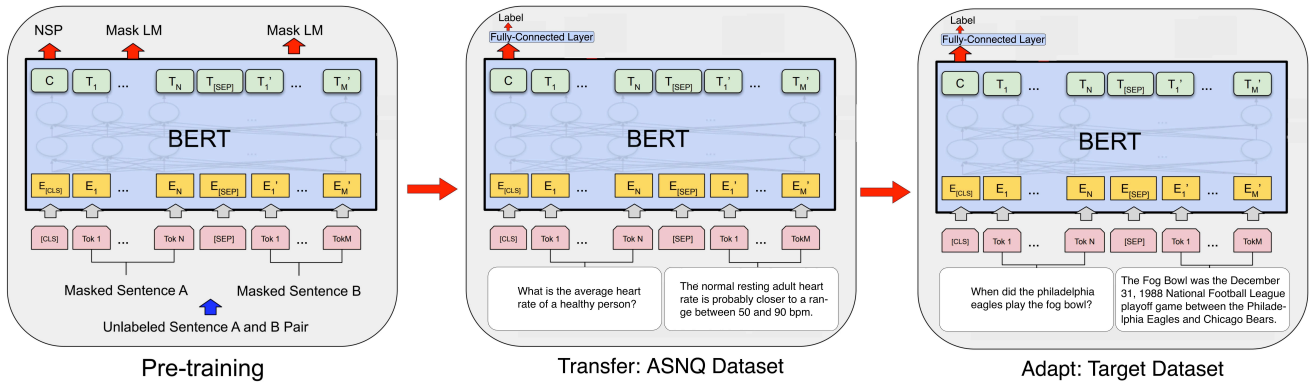 NSP Mask LM Mask LM
C T1 ... TN T[SEP] T1' ... TM'
BERT
E[CLS] E1 ... EN E[SEP] E1' ... EM'
[CLS] Tok 1 ... Tok N [SEP] Tok 1 ... TokM
Masked Sentence A Masked Sentence B
Unlabeled Sentence A and B Pair
Pre-training
Label
Fully-Connected Layer
C T1 ... TN T[SEP] T1' ... TM'
BERT
E[CLS] E1 ... EN E[SEP] E1' ... EM'
[CLS] Tok 1 ... Tok N [SEP] Tok 1 ... TokM
What is the average heart
rate of a healthy person?
The normal resting adult heart
rate is probably closer to a ran-
ge between 50 and 90 bpm.
Transfer: ASNQ Dataset
Label
Fully-Connected Layer
C T1 ... TN T[SEP] T1' ... TM'
BERT
E[CLS] E1 ... EN E[SEP] E1' ... EM'
[CLS] Tok 1 ... Tok N [SEP] Tok 1 ... TokM
When did the philadelphia
eagles play the fog bowl?
The Fog Bowl was the December
31, 1988 National Football League
playoff game between the Philade-
lphia Eagles and Chicago Bears.
Adapt: Target Dataset